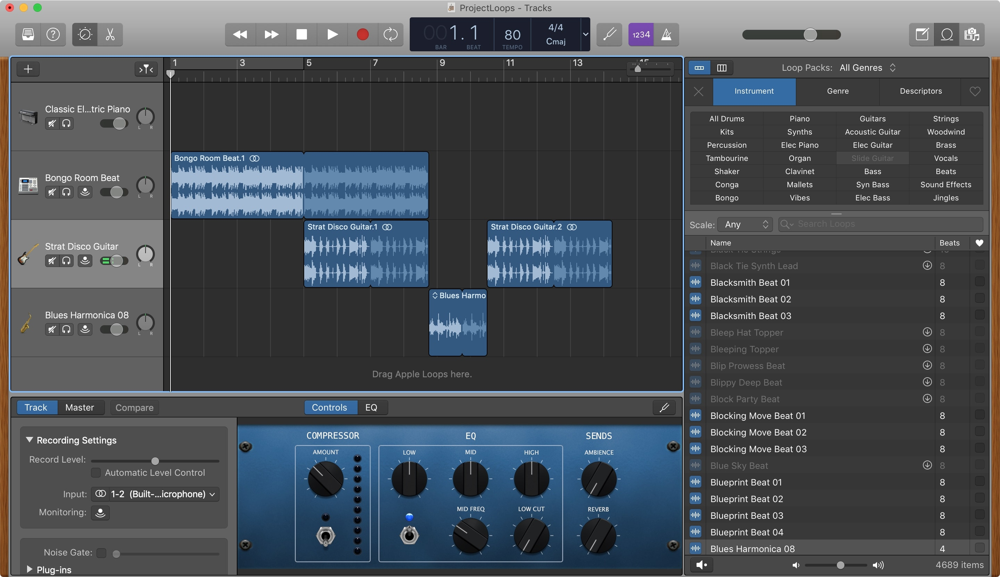 ProjectLoops - Tracks
001. 1 80 4/4 Cmaj
BAR BEAT TEMPO
1234
1 3 5 7 9 11 13 15
Classic El...tric Piano
L R
Bongo Room Beat
L R
Strat Disco Guitar
L R
Blues Harmonica 08
L R
Bongo Room Beat.1
Strat Disco Guitar.1
Strat Disco Guitar.2
Blues Harmo
Drag Apple Loops here.
Loop Packs: All Genres
Instrument Genre Descriptors
All Drums Piano Guitars Strings
Kits Synths Acoustic Guitar Woodwind
Percussion Elec Piano Elec Guitar Brass
Tambourine Organ Slide Guitar Vocals
Shaker Clavinet Bass Beats
Conga Mallets Syn Bass Sound Effects
Bongo Vibes Elec Bass Jingles
Scale: Any Search Loops
Name Beats
Black Tie Strings 16
Black Tie Synth Lead 8
Blacksmith Beat 01 8
Blacksmith Beat 02 8
Blacksmith Beat 03 8
Bleep Hat Topper 8
Bleeping Topper 8
Blip Prowess Beat 8
Blippy Deep Beat 8
Block Party Beat 8
Blocking Move Beat 01 8
Blocking Move Beat 02 8
Blocking Move Beat 03 8
Blue Sky Beat 8
Blueprint Beat 01 8
Blueprint Beat 02 8
Blueprint Beat 03 8
Blueprint Beat 04 8
Blues Harmonica 08 4
4689 items
Track Master Compare Controls EQ
Recording Settings
Record Level:
Automatic Level Control
Input: 1-2 (Built-...icrophone)
Monitoring:
Noise Gate:
Plug-ins
COMPRESSOR EQ SENDS
AMOUNT LOW MID HIGH AMBIENCE
MID FREQ LOW CUT REVERB